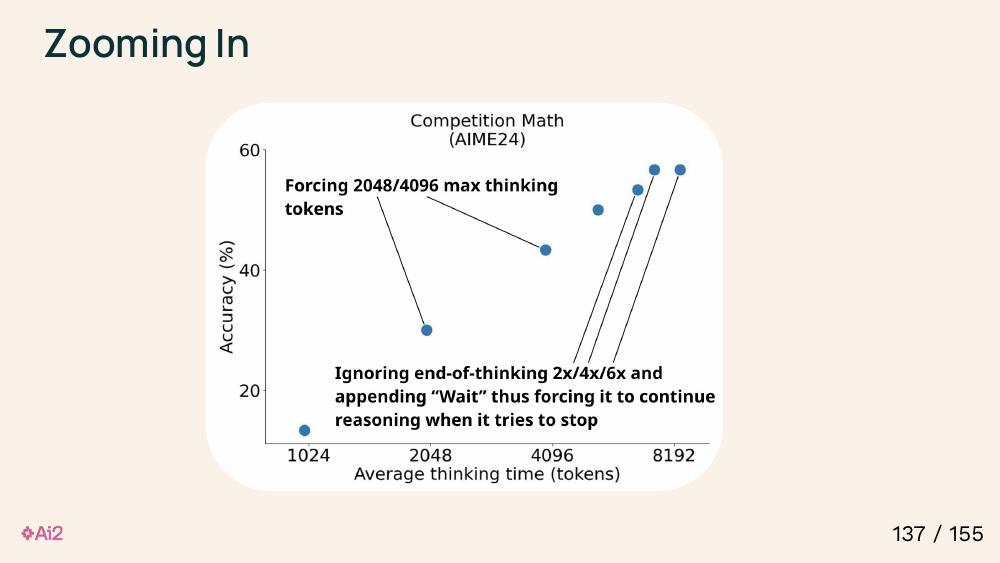 Zooming In
Competition Math
(AIME24)
60
Forcing 2048/4096 max thinking
tokens
40
Accuracy (%)
Ignoring end-of-thinking 2x/4x/6x and
20
appending “Wait” thus forcing it to continue
reasoning when it tries to stop
1024 2048 4096 8192
Average thinking time (tokens)
Ai2
137 / 155